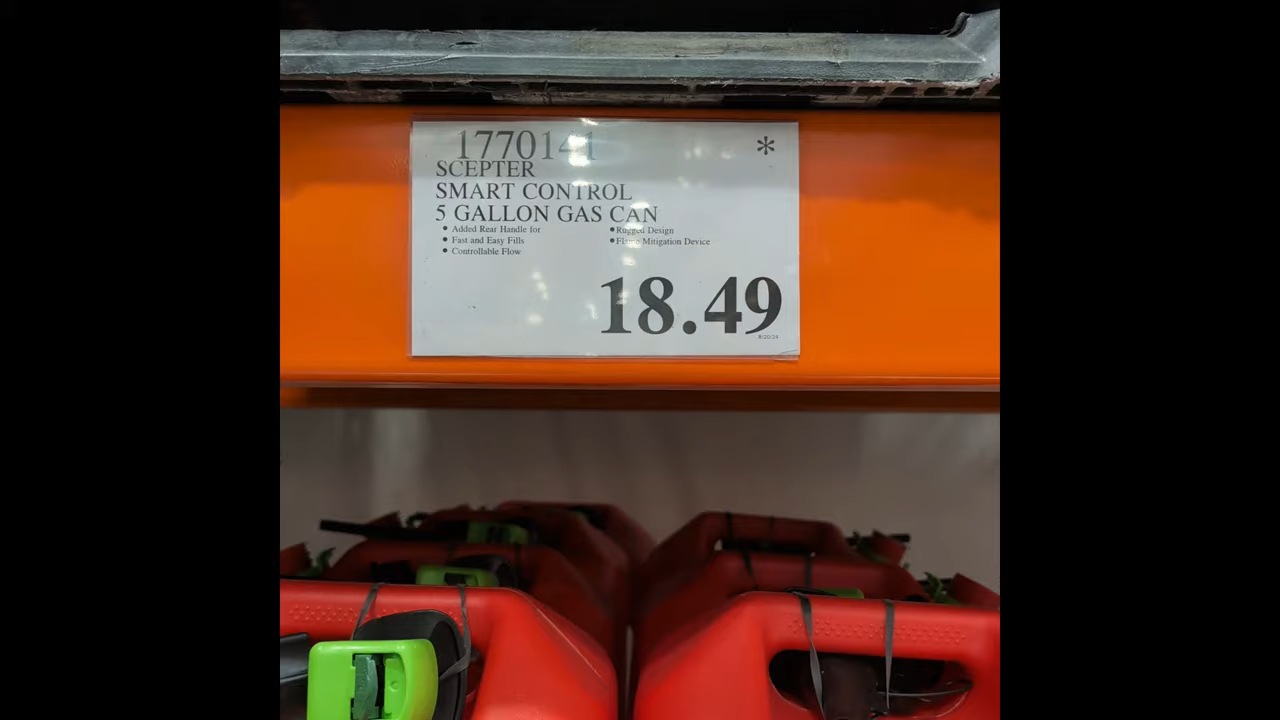 1770141
*
SCEPTER
SMART CONTROL
5 GALLON GAS CAN
• Added Rear Handle for
• Fast and Easy Fills
• Controllable Flow
• Rugged Design
• Flame Mitigation Device
18.49